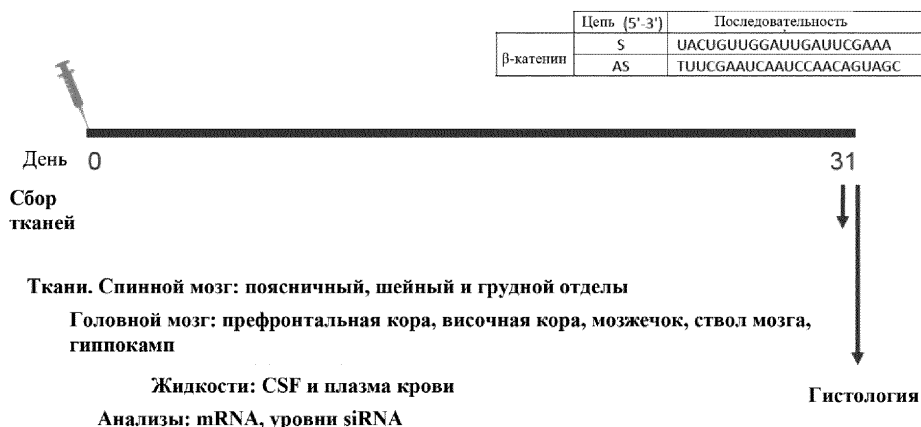 Цепь (5'-3') Последовательность
β-катенин S UACUGUUGGAUUGAUUCGAAA
AS TUUCGAAUCAAUCCAACAGUAGC
День 0 31
Сбор
тканей
Ткани. Спинной мозг: поясничный, шейный и грудной отделы
Головной мозг: префронтальная кора, височная кора, мозжечок, ствол мозга,
гиппокамп
Жидкости: CSF и плазма крови
Гистология
Анализы: mRNA, уровни siRNA